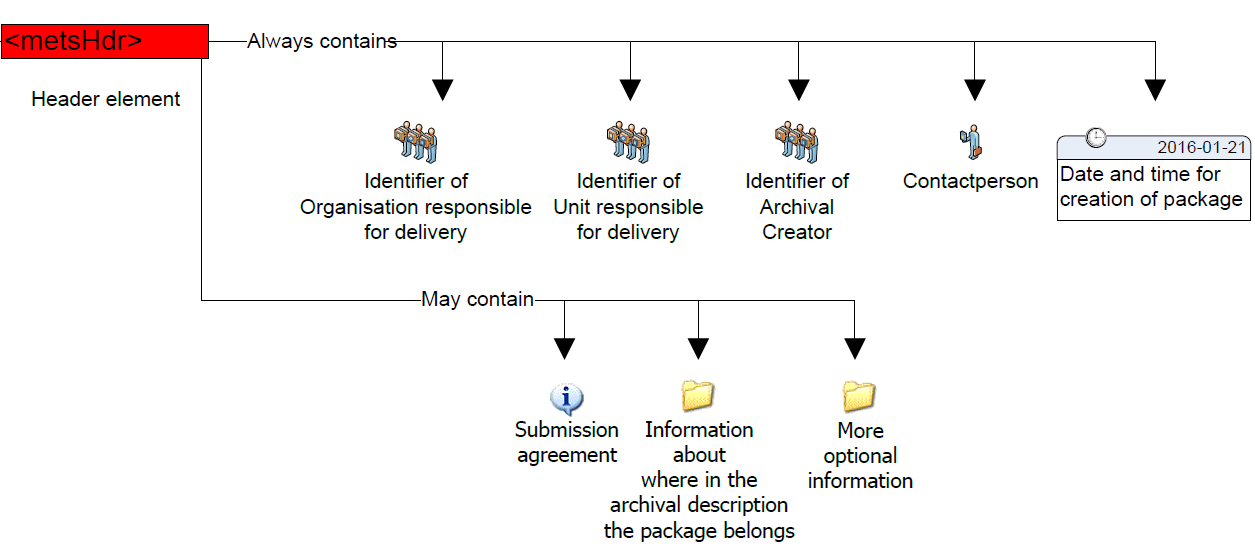 <metsHdr>
Always contains
Header element
Identifier of
Organisation responsible
for delivery
Identifier of
Unit responsible
for delivery
Identifier of
Archival
Creator
Contactperson
2016-01-21
Date and time for
creation of package
May contain
Submission
agreement
Information
about
where in the
archival description
the package belongs
More
optional
information